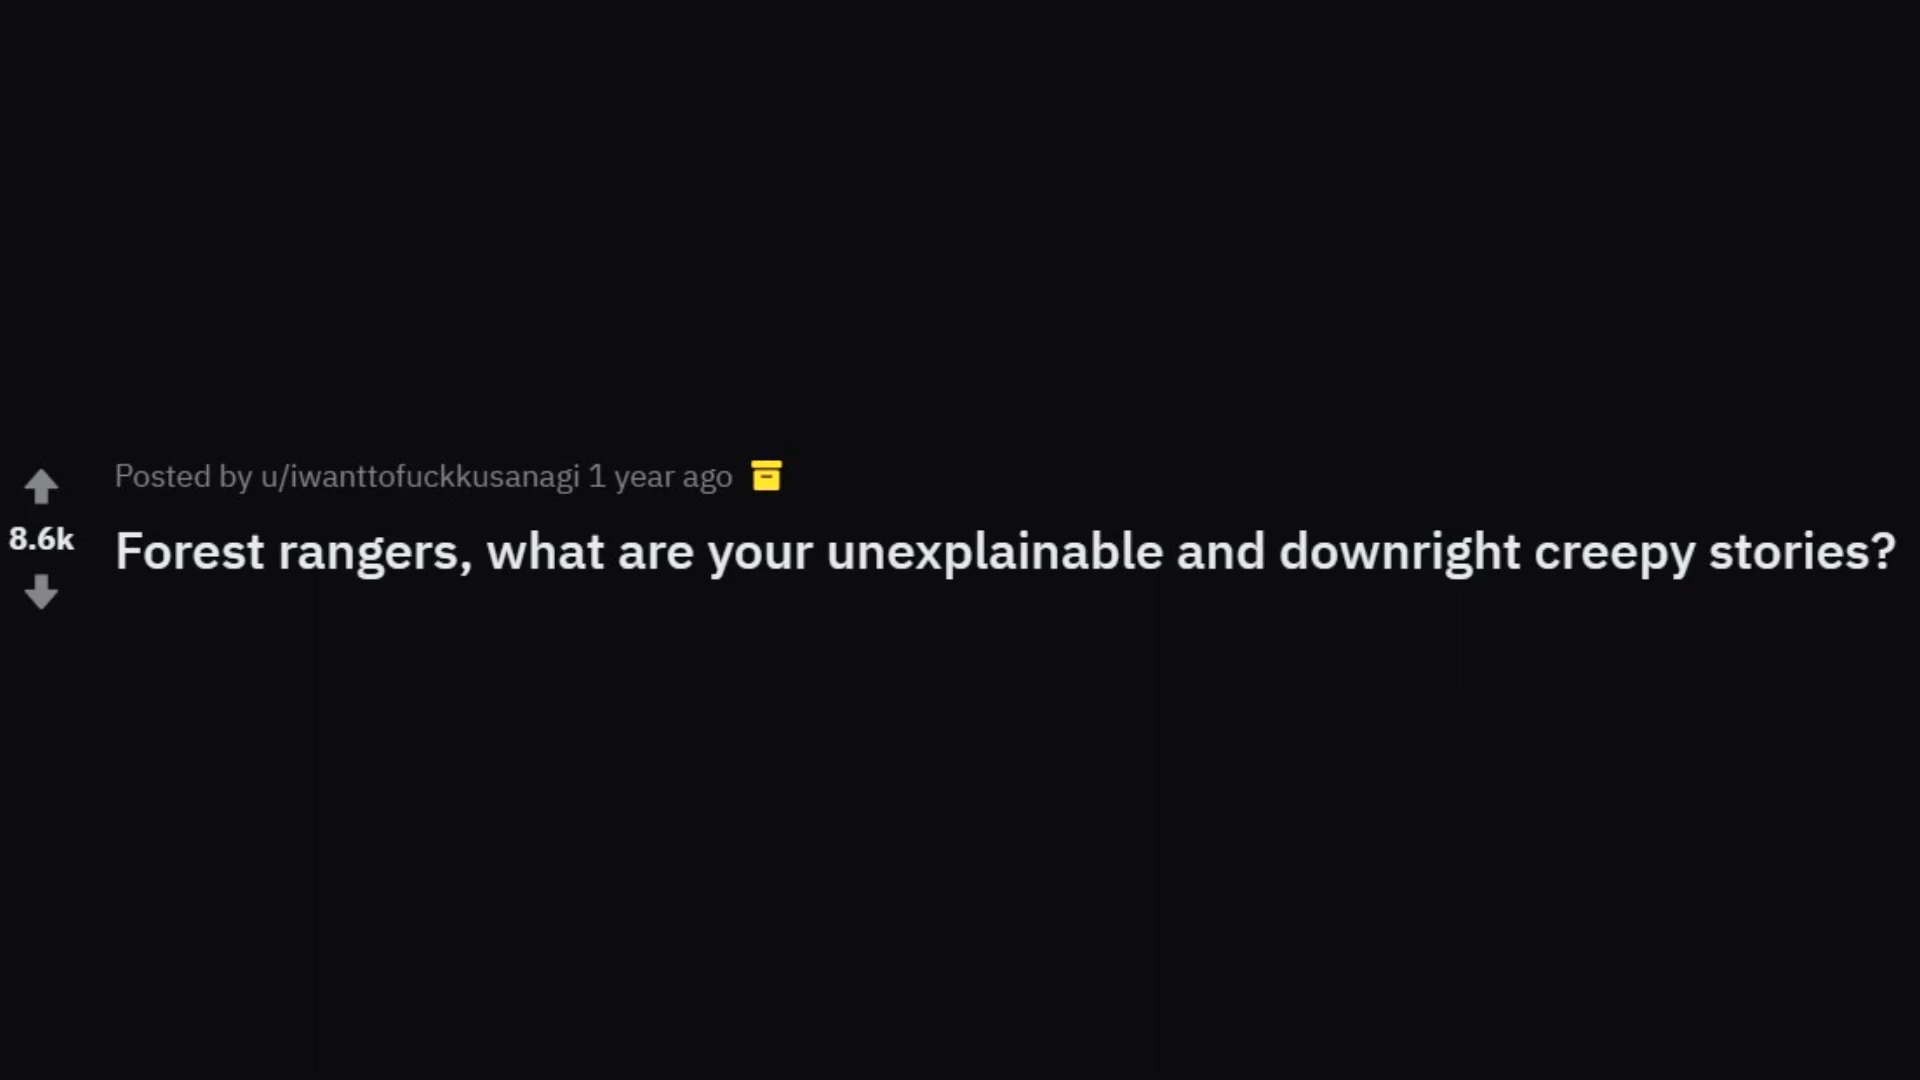 Posted by u/iwanttofuckkusanagi 1 year ago
8.6k
Forest rangers, what are your unexplainable and downright creepy stories?